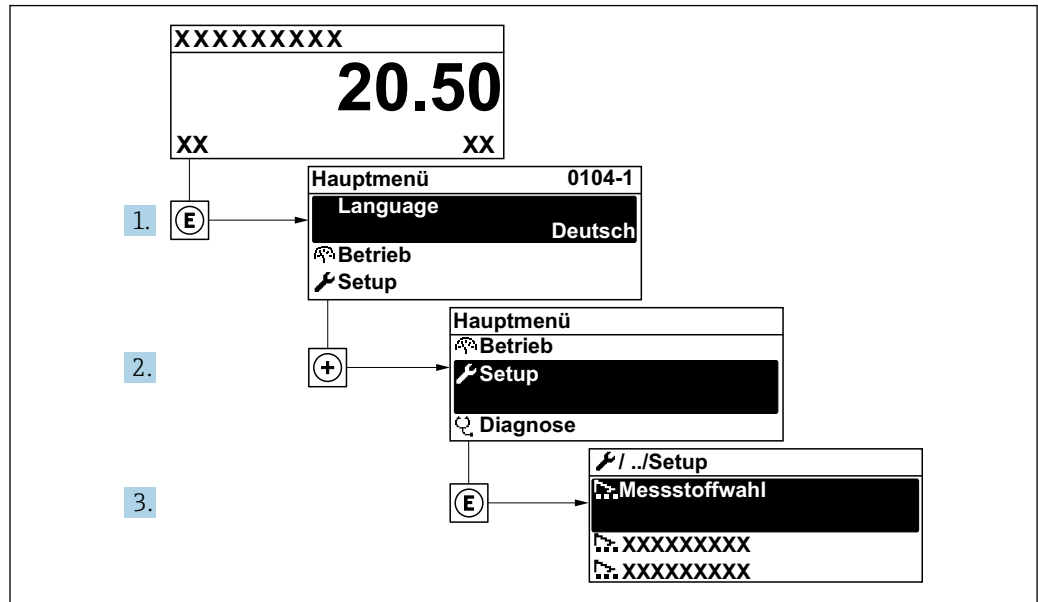 XXXXXXXXX
20.50
XX XX
Hauptmenü 0104-1
Language
Deutsch
Betrieb
Setup
1. E
Hauptmenü
Betrieb
Setup
Diagnose
2. +
/ ../Setup
Messstoffwahl
XXXXXXXXX
XXXXXXXXX
3. E